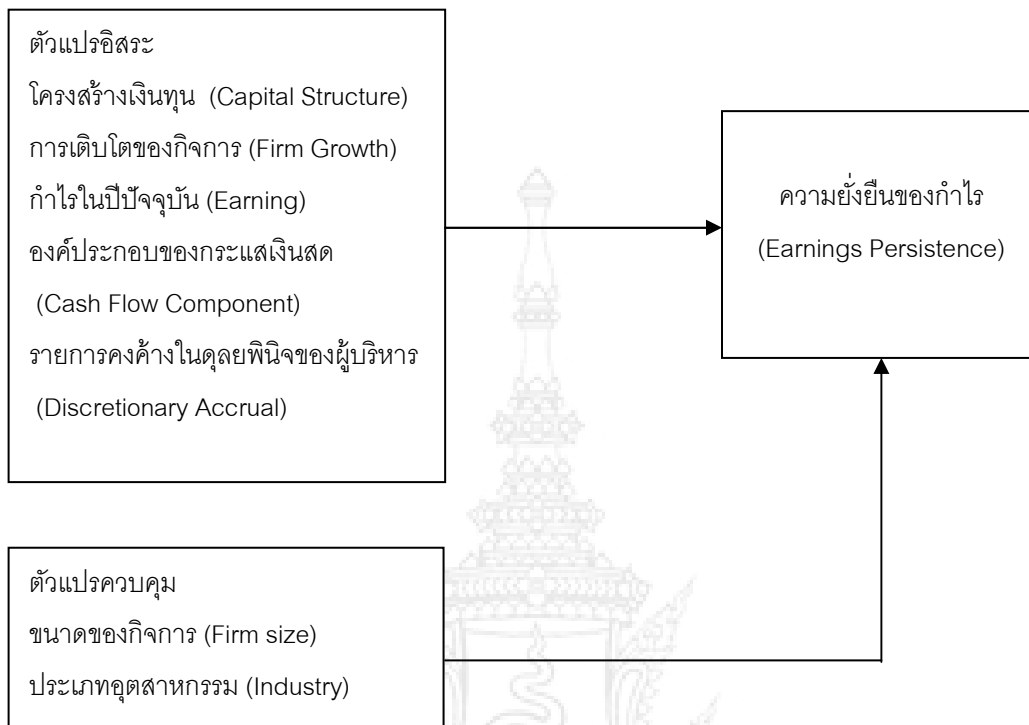 ตัวแปรอิสระ
โครงสร้างเงินทุน (Capital Structure)
การเติบโตของกิจการ (Firm Growth)
กำไรในปีปัจจุบัน (Earning)
องค์ประกอบของกระแสเงินสด
(Cash Flow Component)
รายการคงค้างในดุลยพินิจของผู้บริหาร
(Discretionary Accrual)
ความยั่งยืนของกำไร
(Earnings Persistence)
ตัวแปรควบคุม
ขนาดของกิจการ (Firm size)
ประเภทอุตสาหกรรม (Industry)